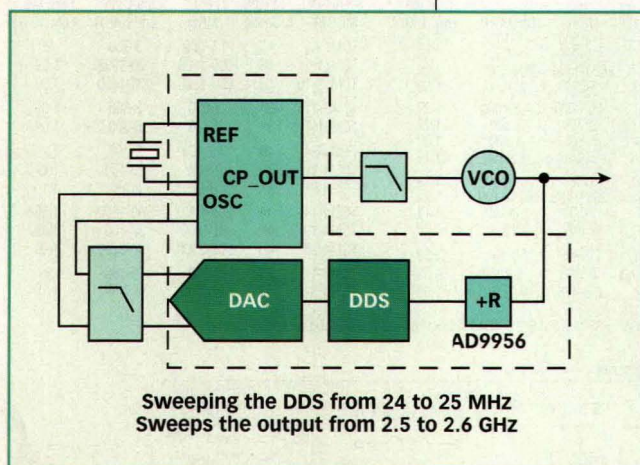 REF
CP_OUT
OSC
VCO
DAC
DDS
+R
AD9956
Sweeping the DDS from 24 to 25 MHz
Sweeps the output from 2.5 to 2.6 GHz